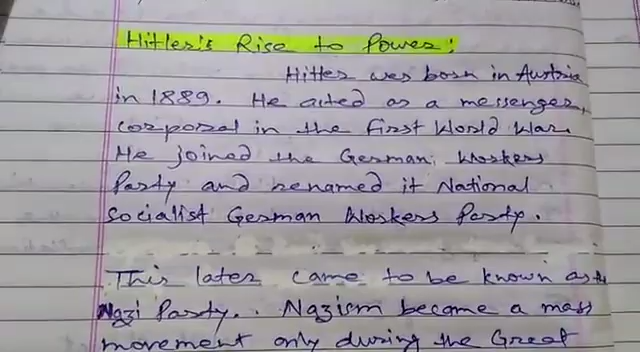 Hitler's Rise to Power:
Hitler was born in Austria
in 1889. He acted as a messenger,
corporal in the First World War.
He joined the German Workers
Party and renamed it National
Socialist German Workers Party.
This later came to be known as the
Nazi Party.. Nazism became a mass
movement only during the Great